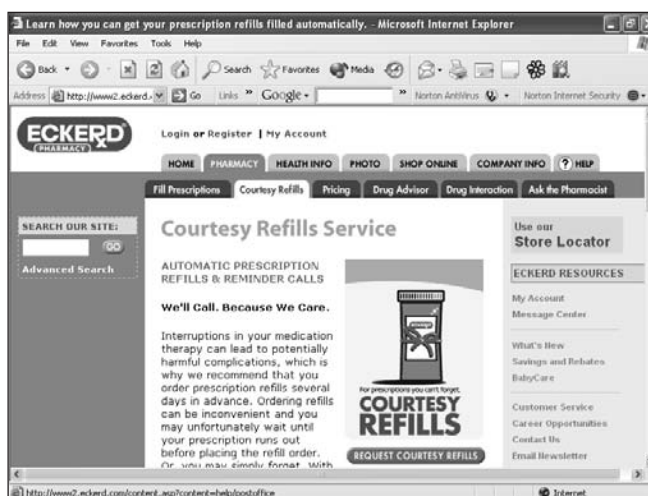 Learn how you can get your prescription refills filled automatically. - Microsoft Internet Explorer
File Edit View Favorites Tools Help
Back Search Favorites Media
Address http://www2.eckerd. Go Links » Google » Norton AntiVirus Norton Internet Security
ECKERD
PHARMACY
Login or Register | My Account
HOME PHARMACY HEALTH INFO PHOTO SHOP ONLINE COMPANY INFO ? HELP
Fill Prescriptions Courtesy Refills Pricing Drug Advisor Drug Interaction Ask the Pharmacist
SEARCH OUR SITE:
GO
Advanced Search
Courtesy Refills Service
AUTOMATIC PRESCRIPTION
REFILLS & REMINDER CALLS
We'll Call. Because We Care.
Interruptions in your medication
therapy can lead to potentially
harmful complications, which is
why we recommend that you
order prescription refills several
days in advance. Ordering refills
can be inconvenient and you
may unfortunately wait until
your prescription runs out
before placing the refill order.
Or, you may simply forget. With
For prescriptions you can't forget.
COURTESY
REFILLS
REQUEST COURTESY REFILLS
Use our
Store Locator
ECKERD RESOURCES
My Account
Message Center
What's New
Savings and Rebates
BabyCare
Customer Service
Career Opportunities
Contact Us
Email Newsletter
http://www2.eckerd.com/content.asp?content=help/postoffice Internet